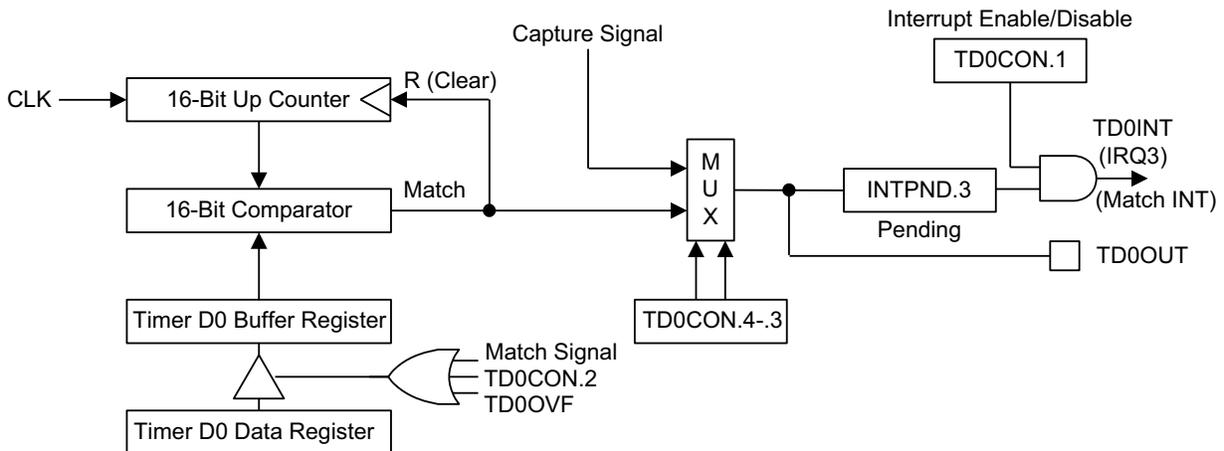 Interrupt Enable/Disable
Capture Signal
TD0CON.1
CLK
16-Bit Up Counter
R (Clear)
M
U
X
TD0INT
(IRQ3)
(Match INT)
16-Bit Comparator
Match
INTPND.3
Pending
TD0OUT
Timer D0 Buffer Register
TD0CON.4-.3
Match Signal
TD0CON.2
TD0OVF
Timer D0 Data Register